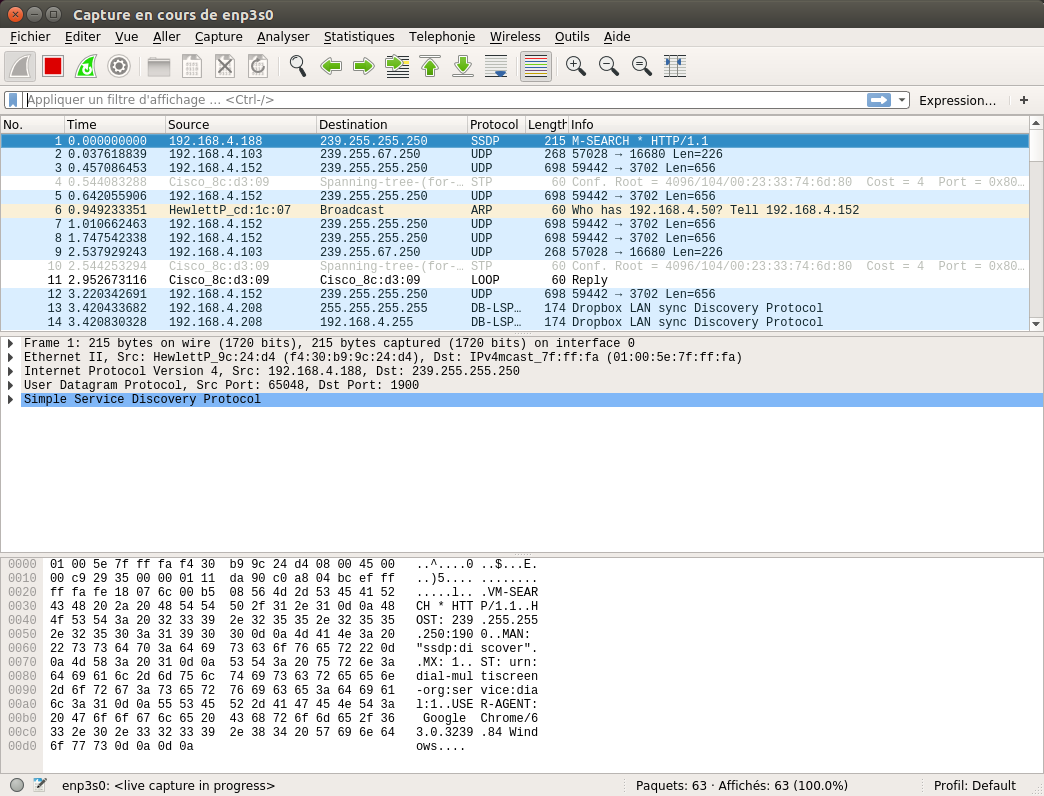 Capture en cours de enp3s0
Fichier Editer Vue Aller Capture Analyser Statistiques Telephonie Wireless Outils Aide
Appliquer un filtre d'affichage … <Ctrl-/> Expression… +
No. Time Source Destination Protocol Length Info
1 0.000000000 192.168.4.188 239.255.255.250 SSDP 215 M-SEARCH * HTTP/1.1
2 0.037618839 192.168.4.103 239.255.67.250 UDP 268 57028 → 16680 Len=226
3 0.457086453 192.168.4.152 239.255.255.250 UDP 698 59442 → 3702 Len=656
4 0.544083288 Cisco_8c:d3:09 Spanning-tree-(for-… STP 60 Conf. Root = 4096/104/00:23:33:74:6d:80 Cost = 4 Port = 0x80…
5 0.642055906 192.168.4.152 239.255.255.250 UDP 698 59442 → 3702 Len=656
6 0.949233351 HewlettP_cd:1c:07 Broadcast ARP 60 Who has 192.168.4.50? Tell 192.168.4.152
7 1.010662463 192.168.4.152 239.255.255.250 UDP 698 59442 → 3702 Len=656
8 1.747542338 192.168.4.152 239.255.255.250 UDP 698 59442 → 3702 Len=656
9 2.537929243 192.168.4.103 239.255.67.250 UDP 268 57028 → 16680 Len=226
10 2.544253294 Cisco_8c:d3:09 Spanning-tree-(for-… STP 60 Conf. Root = 4096/104/00:23:33:74:6d:80 Cost = 4 Port = 0x80…
11 2.952673116 Cisco_8c:d3:09 Cisco_8c:d3:09 LOOP 60 Reply
12 3.420342691 192.168.4.152 239.255.255.250 UDP 698 59442 → 3702 Len=656
13 3.420433682 192.168.4.208 255.255.255.255 DB-LSP… 174 Dropbox LAN sync Discovery Protocol
14 3.420830328 192.168.4.208 192.168.4.255 DB-LSP… 174 Dropbox LAN sync Discovery Protocol
Frame 1: 215 bytes on wire (1720 bits), 215 bytes captured (1720 bits) on interface 0
Ethernet II, Src: HewlettP_9c:24:d4 (f4:30:b9:9c:24:d4), Dst: IPv4mcast_7f:ff:fa (01:00:5e:7f:ff:fa)
Internet Protocol Version 4, Src: 192.168.4.188, Dst: 239.255.255.250
User Datagram Protocol, Src Port: 65048, Dst Port: 1900
Simple Service Discovery Protocol
0000 01 00 5e 7f ff fa f4 30 b9 9c 24 d4 08 00 45 00 ..^....0 ..$...E.
0010 00 c9 29 35 00 00 01 11 da 90 c0 a8 04 bc ef ff ..)5.... ........
0020 ff fa fe 18 07 6c 00 b5 08 56 4d 2d 53 45 41 52 .....l.. .VM-SEAR
0030 43 48 20 2a 20 48 54 54 50 2f 31 2e 31 0d 0a 48 CH * HTT P/1.1..H
0040 4f 53 54 3a 20 32 33 39 2e 32 35 35 2e 32 35 35 OST: 239 .255.255
0050 2e 32 35 30 3a 31 39 30 30 0d 0a 4d 41 4e 3a 20 .250:190 0..MAN:
0060 22 73 73 64 70 3a 64 69 73 63 6f 76 65 72 22 0d "ssdp:di scover".
0070 0a 4d 58 3a 20 31 0d 0a 53 54 3a 20 75 72 6e 3a .MX: 1.. ST: urn:
0080 64 69 61 6c 2d 6d 75 6c 74 69 73 63 72 65 65 6e dial-mul tiscreen
0090 2d 6f 72 67 3a 73 65 72 76 69 63 65 3a 64 69 61 -org:ser vice:dia
00a0 6c 3a 31 0d 0a 55 53 45 52 2d 41 47 45 4e 54 3a l:1..USE R-AGENT:
00b0 20 47 6f 6f 67 6c 65 20 43 68 72 6f 6d 65 2f 36 Google Chrome/6
00c0 33 2e 30 2e 33 32 33 39 2e 38 34 20 57 69 6e 64 3.0.3239 .84 Wind
00d0 6f 77 73 0d 0a 0d 0a ows....
enp3s0: <live capture in progress> Paquets: 63 · Affichés: 63 (100.0%) Profil: Default